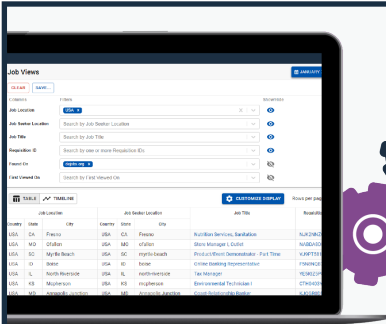 Job Views
JANUARY
CLEAR SAVE...
COLUMNS FILTERS SHOW/HIDE
Job Location USA ×
Job Seeker Location Search by Job Seeker Location
Job Title Search by Job Title
Requisition ID Search by one or more Requisition IDs
Found On
First Viewed On Search by First Viewed On
TABLE TIMELINE CUSTOMIZE DISPLAY Rows per pag
Job Location Job Seeker Location Job Title Requisiti
Country State City Country State City
USA CA Fresno USA CA Fresno Nutrition Services, Sanitation
USA MO Ofallon USA MO Ofallon Store Manager I, Outlet
USA SC Myrtle Beach USA SC myrtle beach Product/Event Demonstrator - Part Time
USA ID Boise USA ID boise Online Banking Representative
USA IL North Riverside USA IL north riverside Tax Manager
USA KS Mcpherson USA KS mcpherson Environmental Technician I
USA MD Annapolis Junction USA MD Annapolis Junction